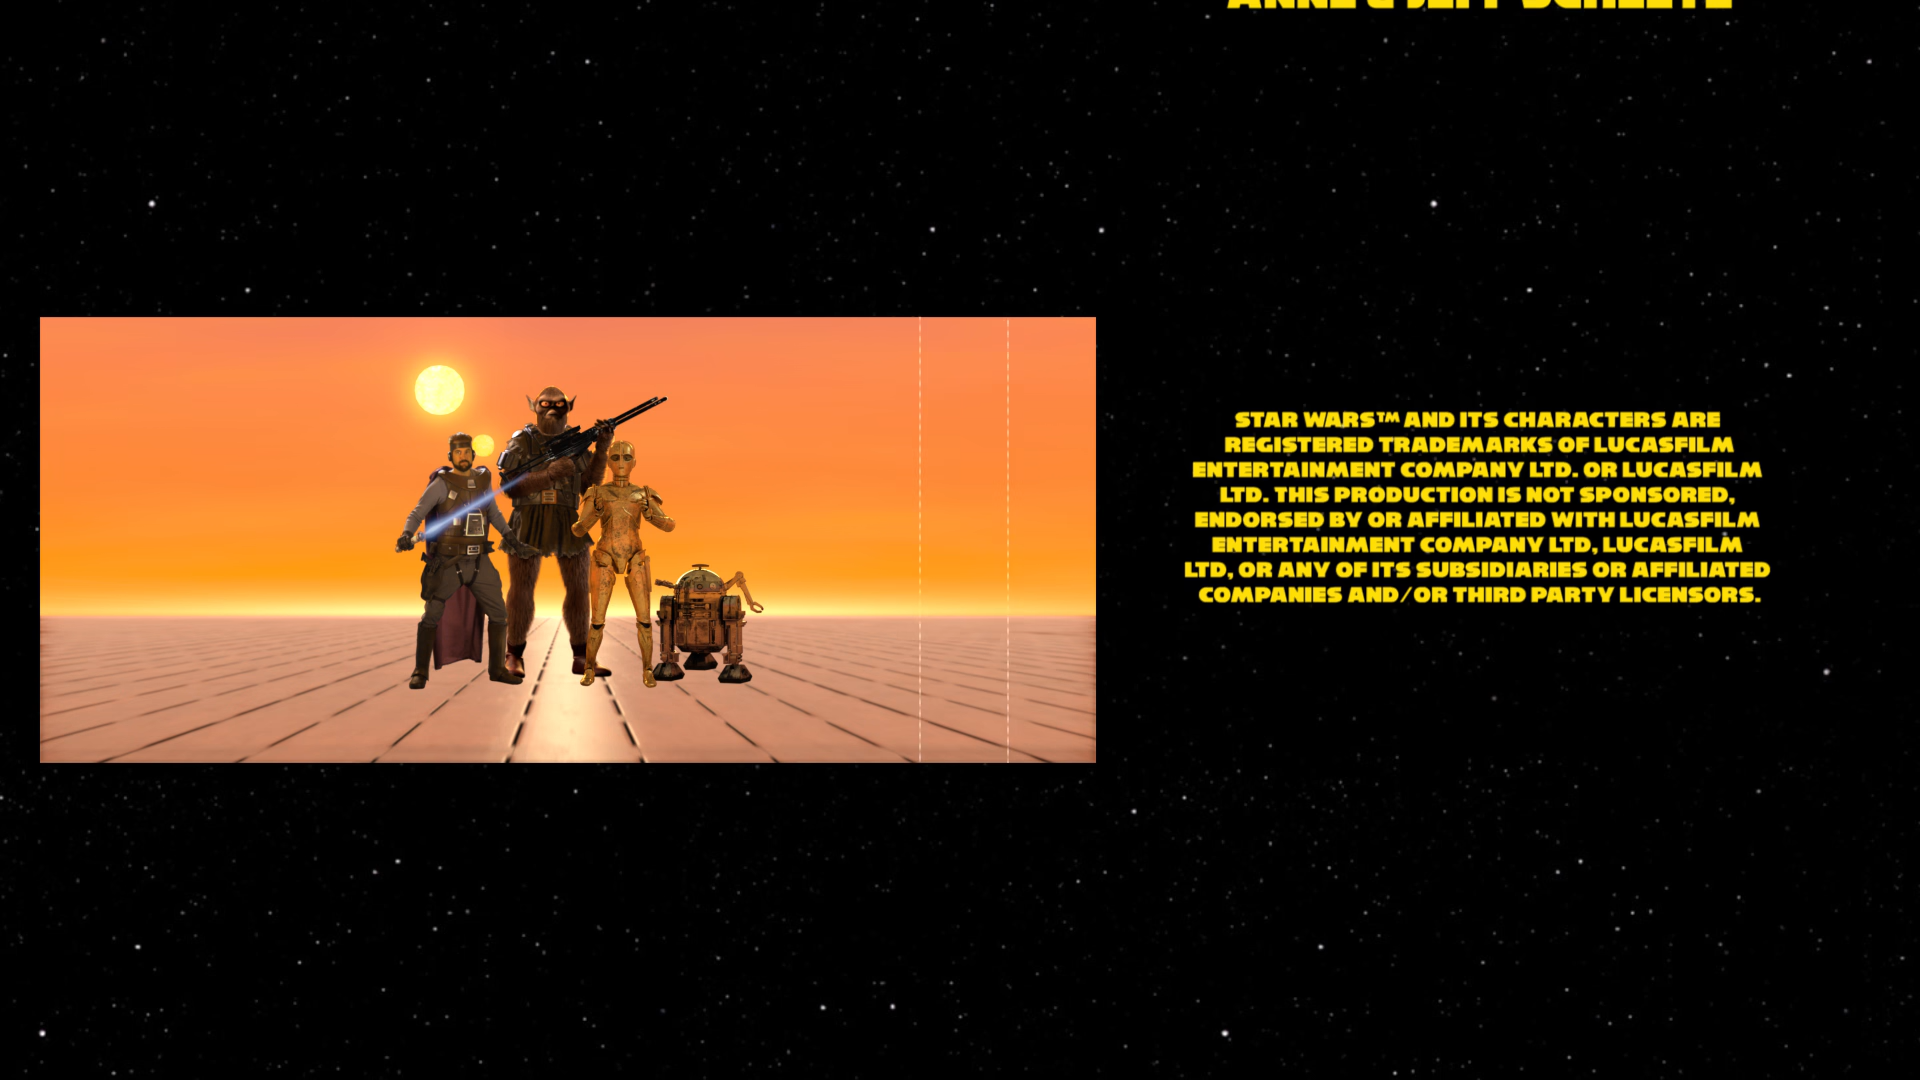 STAR WARS™ AND ITS CHARACTERS ARE
REGISTERED TRADEMARKS OF LUCASFILM
ENTERTAINMENT COMPANY LTD. OR LUCASFILM
LTD. THIS PRODUCTION IS NOT SPONSORED,
ENDORSED BY OR AFFILIATED WITH LUCASFILM
ENTERTAINMENT COMPANY LTD, LUCASFILM
LTD, OR ANY OF ITS SUBSIDIARIES OR AFFILIATED
COMPANIES AND/OR THIRD PARTY LICENSORS.